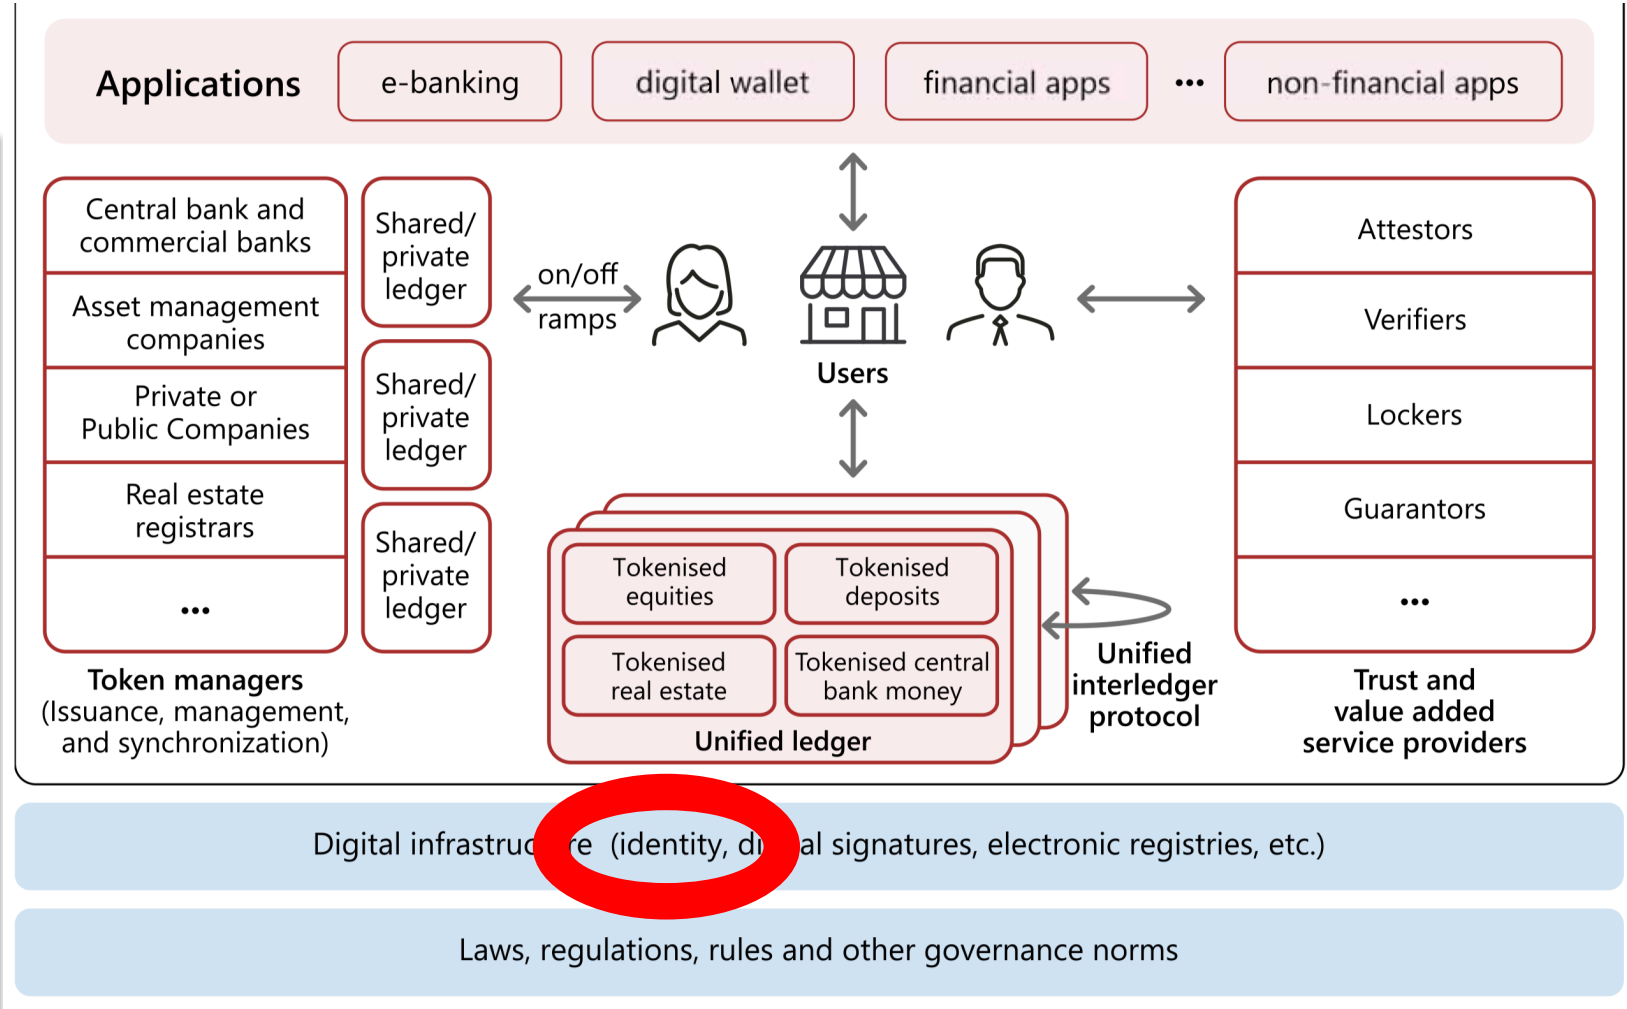 Applications
e-banking
digital wallet
financial apps
...
non-financial apps
Central bank and
commercial banks
Asset management
companies
Private or
Public Companies
Real estate
registrars
...
Token managers
(Issuance, management,
and synchronization)
Shared/
private
ledger
Shared/
private
ledger
Shared/
private
ledger
on/off
ramps
Users
Tokenised
equities
Tokenised
deposits
Tokenised
real estate
Tokenised central
bank money
Unified ledger
Unified
interledger
protocol
Attestors
Verifiers
Lockers
Guarantors
...
Trust and
value added
service providers
Digital (identity, signatures, electronic registries, etc.)
Laws, regulations, rules and other governance norms